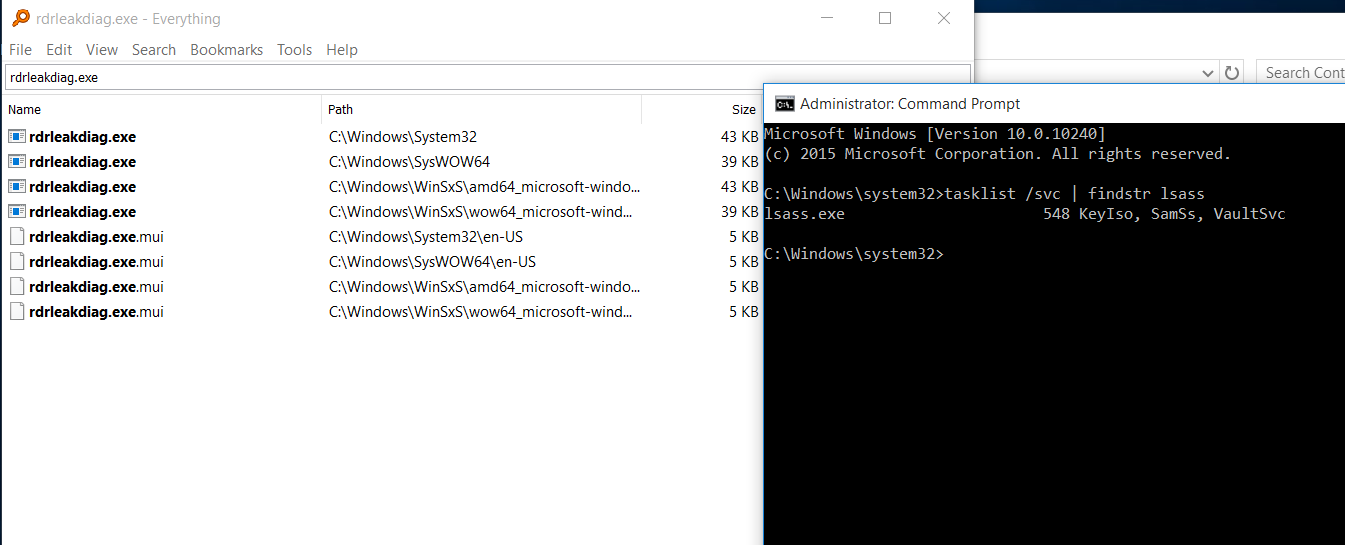 rdrleakdiag.exe - Everything
File Edit View Search Bookmarks Tools Help
rdrleakdiag.exe
Name Path Size
rdrleakdiag.exe C:\Windows\System32 43 KB
rdrleakdiag.exe C:\Windows\SysWOW64 39 KB
rdrleakdiag.exe C:\Windows\WinSxS\amd64_microsoft-windo... 43 KB
rdrleakdiag.exe C:\Windows\WinSxS\wow64_microsoft-wind... 39 KB
rdrleakdiag.exe.mui C:\Windows\System32\en-US 5 KB
rdrleakdiag.exe.mui C:\Windows\SysWOW64\en-US 5 KB
rdrleakdiag.exe.mui C:\Windows\WinSxS\amd64_microsoft-windo... 5 KB
rdrleakdiag.exe.mui C:\Windows\WinSxS\wow64_microsoft-wind... 5 KB
Search Cont
Administrator: Command Prompt
Microsoft Windows [Version 10.0.10240]
(c) 2015 Microsoft Corporation. All rights reserved.
C:\Windows\system32>tasklist /svc | findstr lsass
lsass.exe 548 KeyIso, SamSs, VaultSvc
C:\Windows\system32>